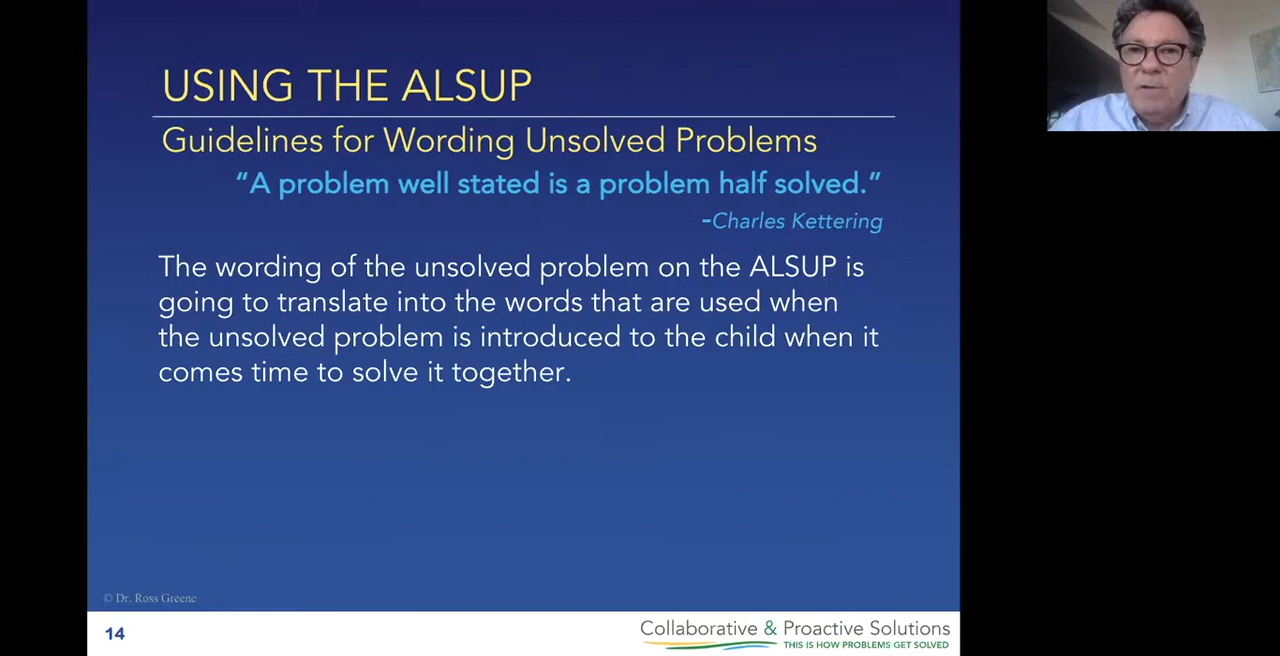 USING THE ALSUP
Guidelines for Wording Unsolved Problems
“A problem well stated is a problem half solved.”
-Charles Kettering
The wording of the unsolved problem on the ALSUP is
going to translate into the words that are used when
the unsolved problem is introduced to the child when it
comes time to solve it together.
© Dr. Ross Greene
14
Collaborative & Proactive Solutions
THIS IS HOW PROBLEMS GET SOLVED